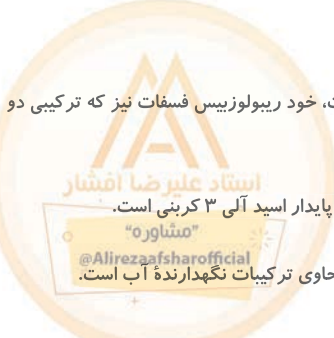 ت، خود ریبولوزبیس فسفات نیز که ترکیبی دو
استاد علیرضا افشار
پایدار اسید آلی ۳ کربنی است.
"مشاوره"
@Alirezaafsharofficial
حاوی ترکیبات نگهدارندهٔ آب است.